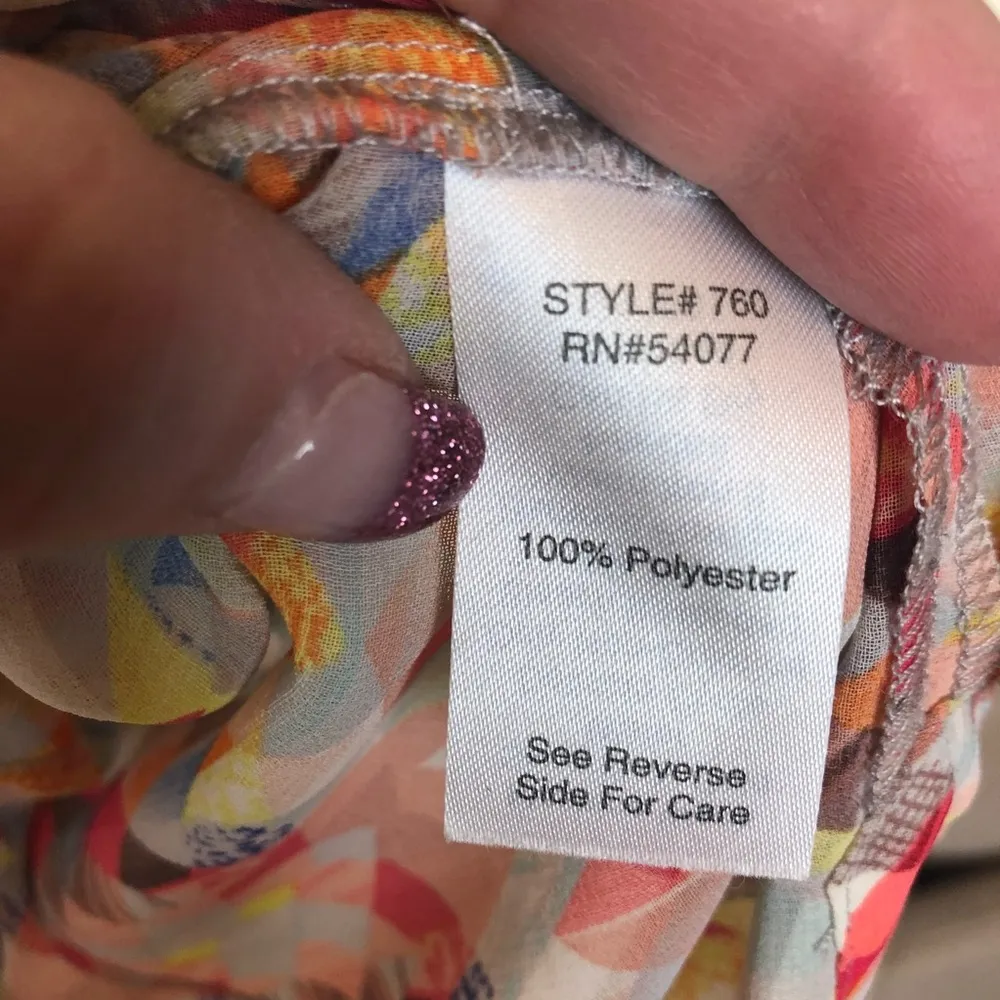 STYLE# 760
RN#54077
100% Polyester
See Reverse
Side For Care